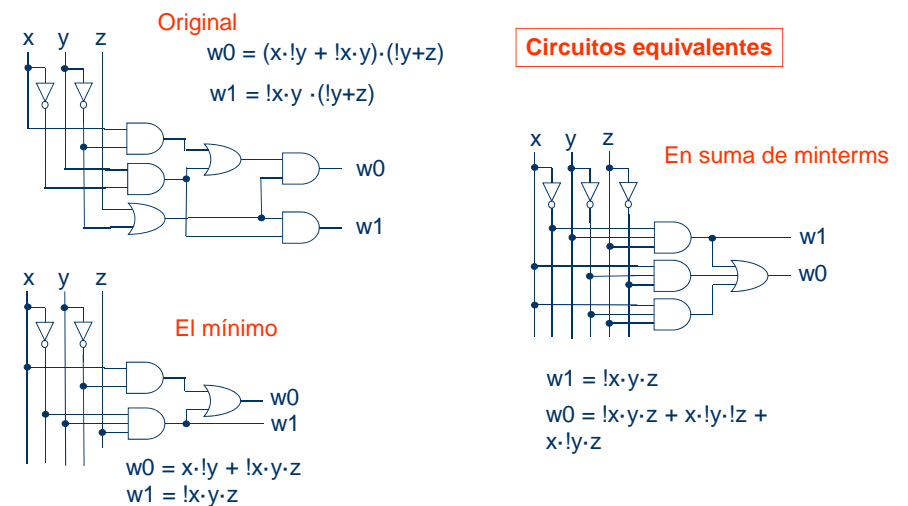 Original
x y z
w0 = (x·!y + !x·y)·(!y+z)
w1 = !x·y ·(!y+z)
w0
w1
Circuitos equivalentes
x y z
En suma de minterms
w1
w0
w1 = !x·y·z
w0 = !x·y·z + x·!y·!z +
x·!y·z
x y z
El mínimo
w0
w1
w0 = x·!y + !x·y·z
w1 = !x·y·z